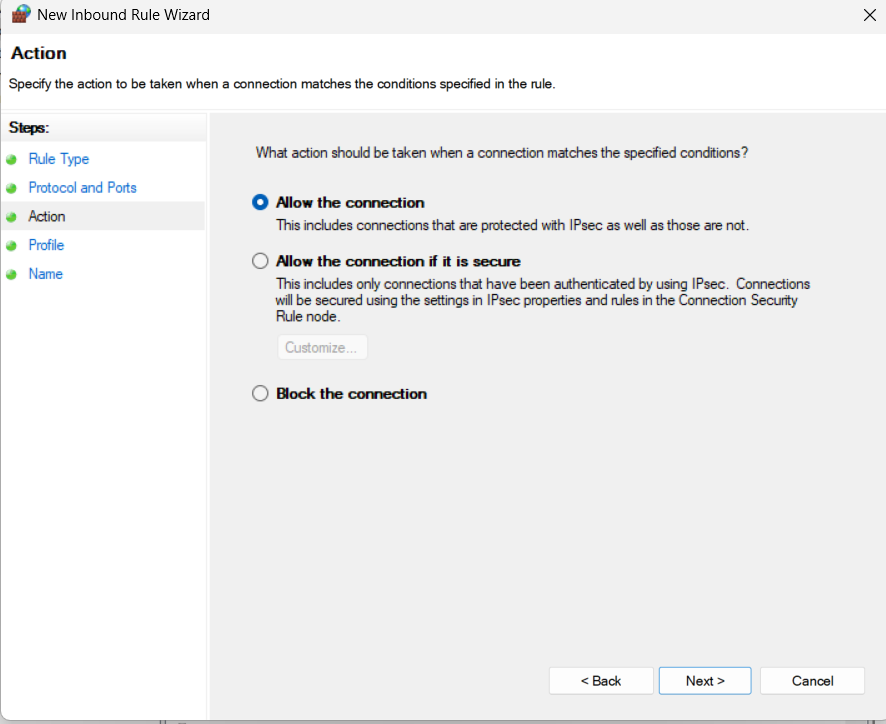 New Inbound Rule Wizard
Action
Specify the action to be taken when a connection matches the conditions specified in the rule.
Steps:
Rule Type
Protocol and Ports
Action
Profile
Name
What action should be taken when a connection matches the specified conditions?
Allow the connection
This includes connections that are protected with IPsec as well as those are not.
Allow the connection if it is secure
This includes only connections that have been authenticated by using IPsec. Connections
will be secured using the settings in IPsec properties and rules in the Connection Security
Rule node.
Customize...
Block the connection
< Back
Next >
Cancel